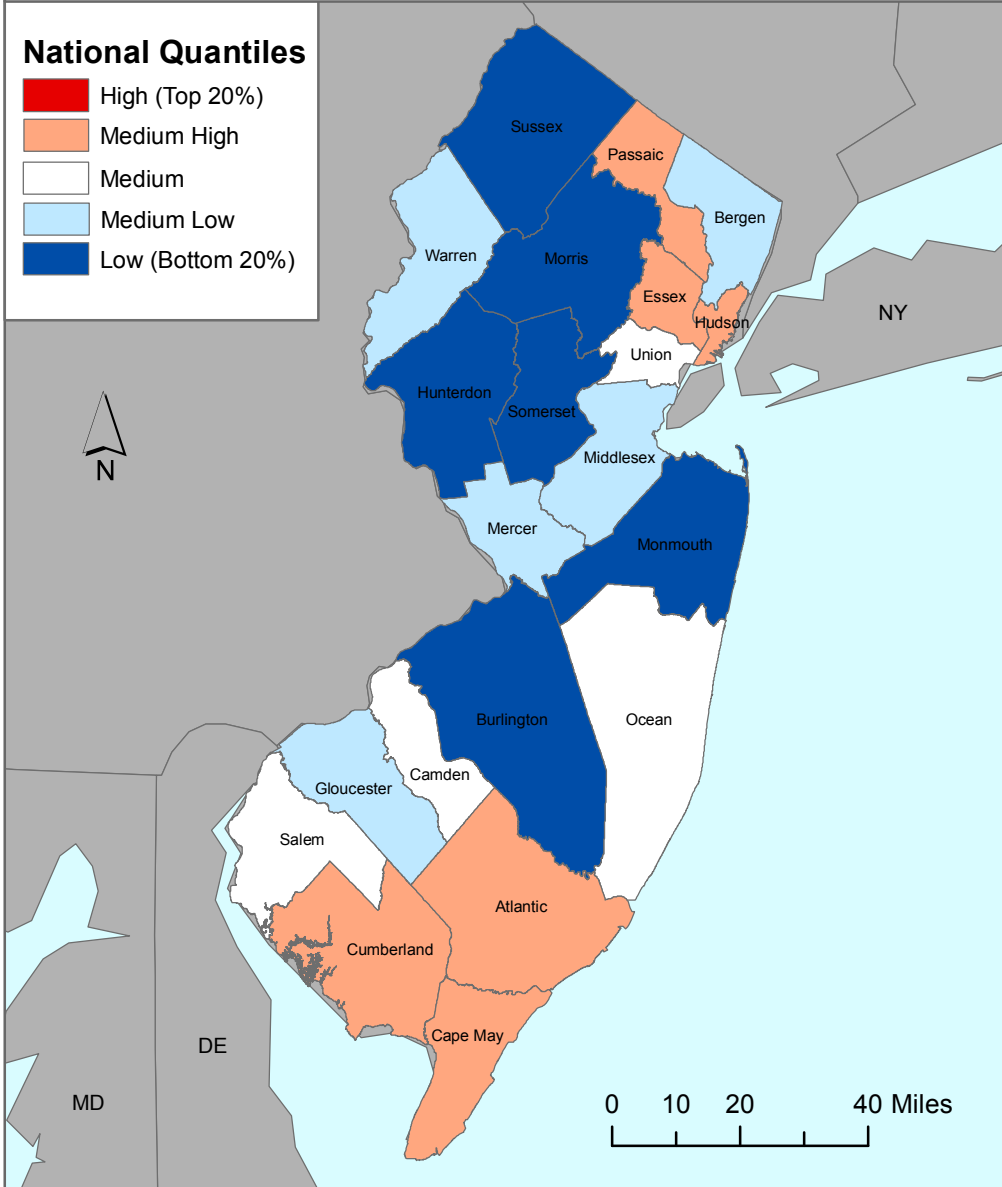 National Quantiles
High (Top 20%)
Medium High
Medium
Medium Low
Low (Bottom 20%)
Sussex
Passaic
Bergen
Warren
Morris
Essex
Hudson
NY
Union
Hunterdon
Somerset
N
Middlesex
Mercer
Monmouth
Burlington
Ocean
Camden
Gloucester
Salem
Atlantic
Cumberland
Cape May
DE
MD
0 10 20 40 Miles